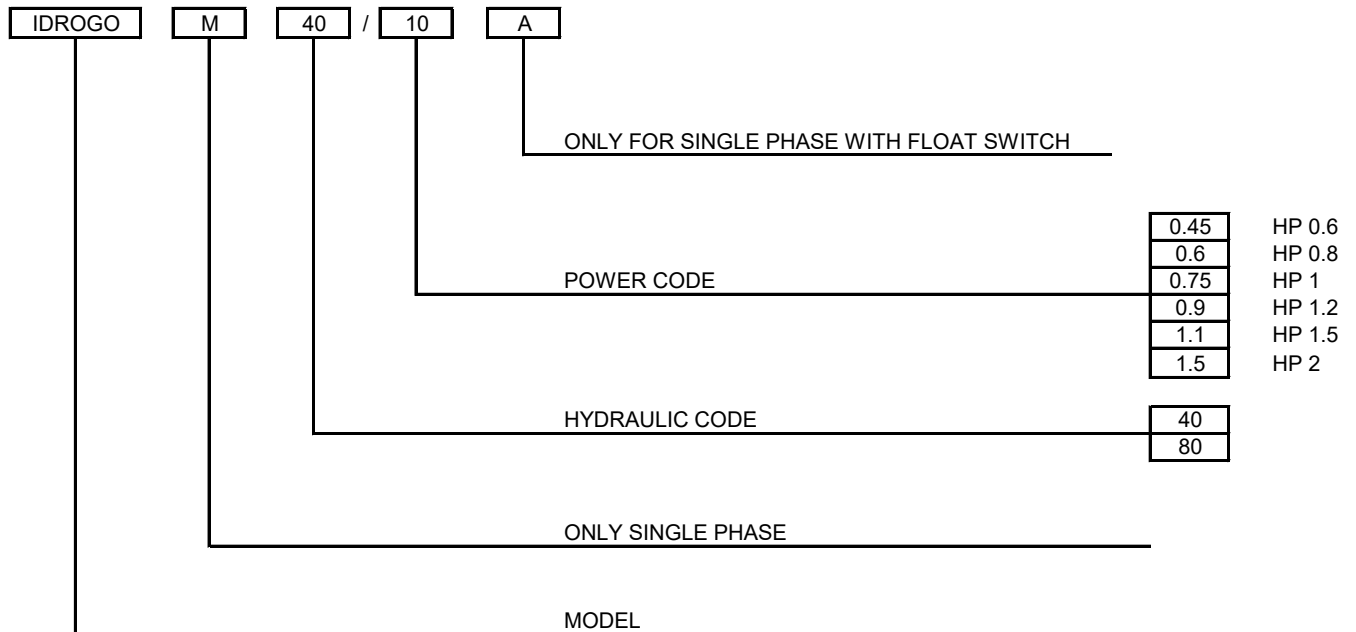 IDROGO M 40 / 10 A
ONLY FOR SINGLE PHASE WITH FLOAT SWITCH
0.45 HP 0.6
0.6 HP 0.8
POWER CODE 0.75 HP 1
0.9 HP 1.2
1.1 HP 1.5
1.5 HP 2
HYDRAULIC CODE 40
80
ONLY SINGLE PHASE
MODEL